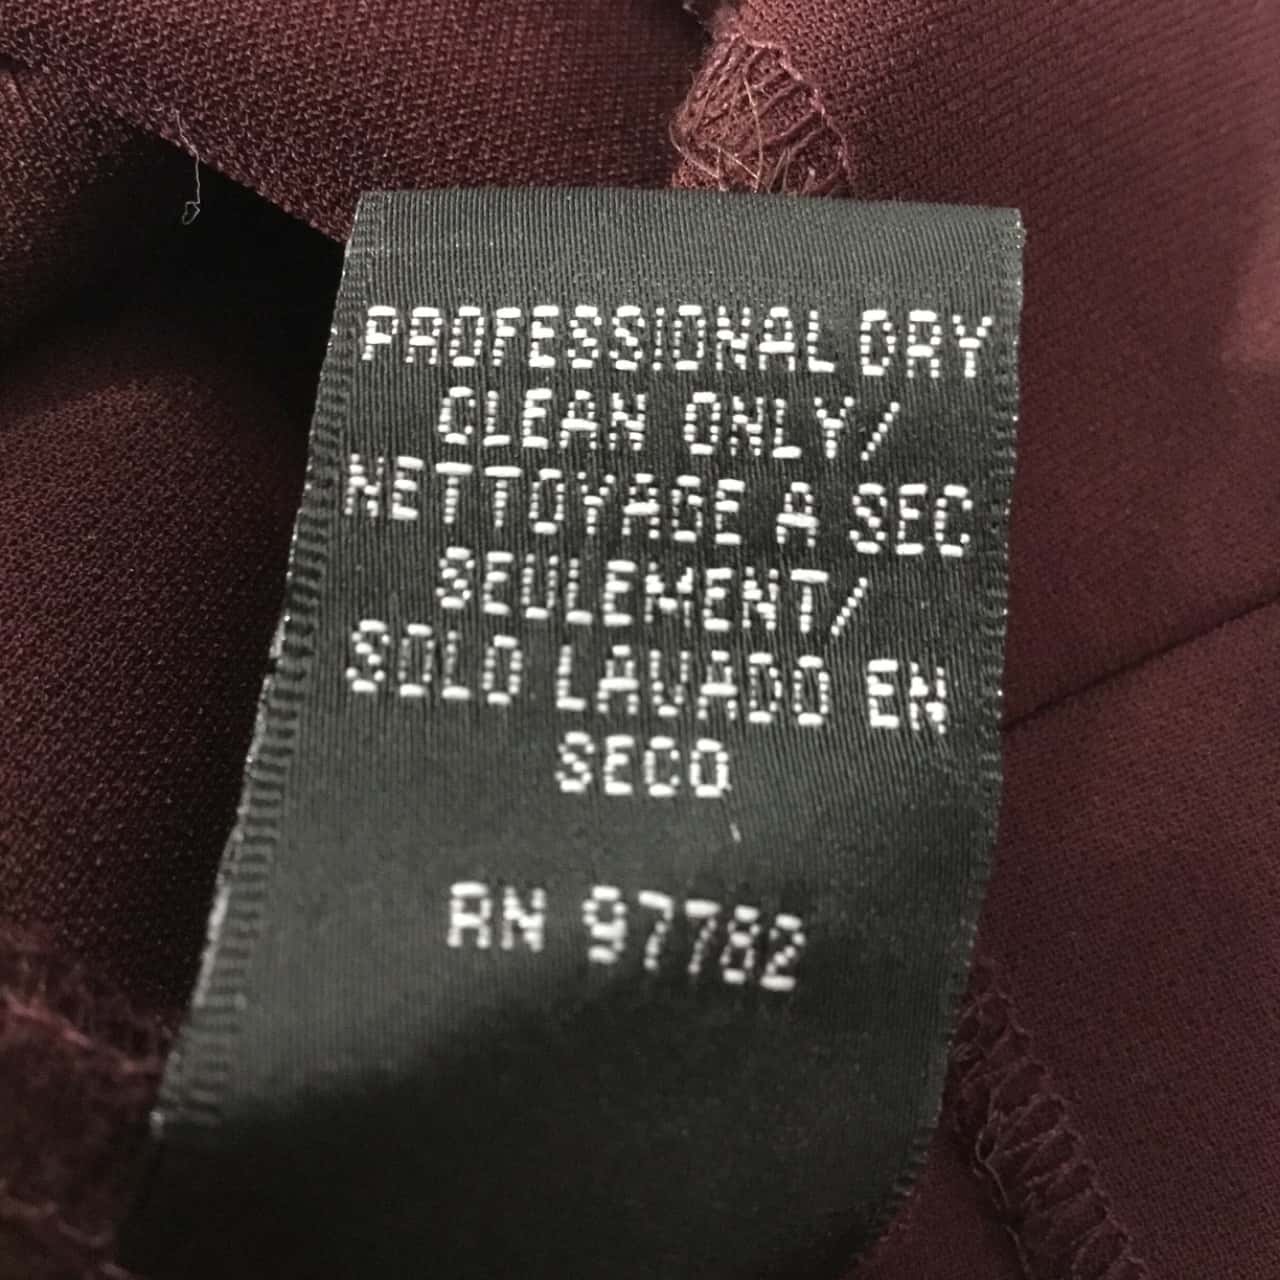 PROFESSIONAL DRY
CLEAN ONLY/
NETTOYAGE A SEC
SEULEMENT/
SOLO LAVADO EN
SECO
RN 97782